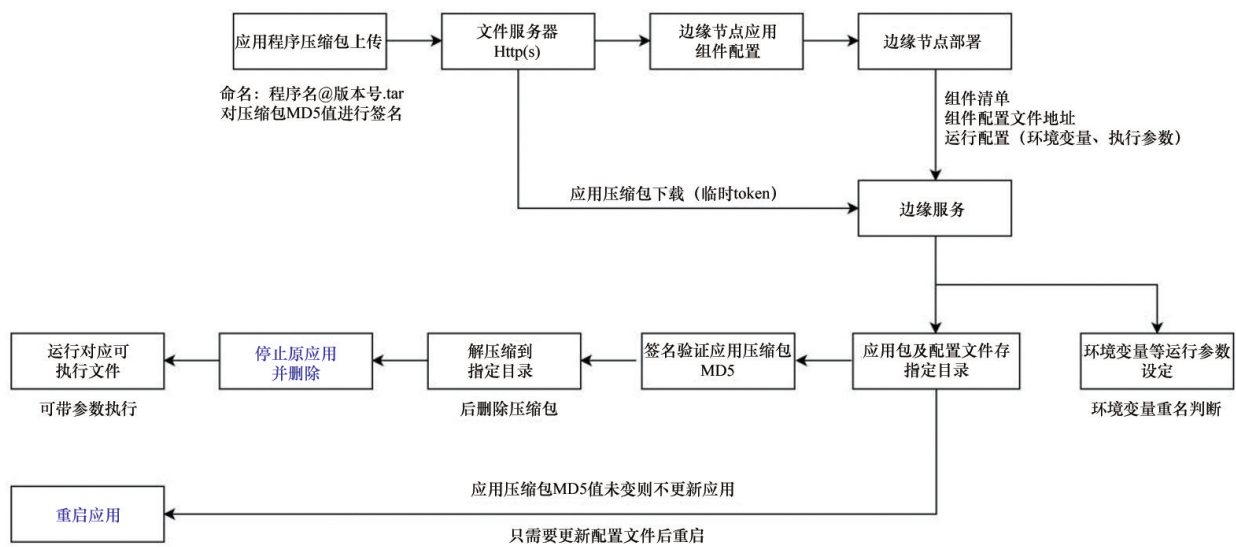 应用程序压缩包上传
文件服务器
Http(s)
边缘节点应用
组件配置
边缘节点部署
命名：程序名@版本号.tar
对压缩包MD5值进行签名
组件清单
组件配置文件地址
运行配置（环境变量、执行参数）
应用压缩包下载（临时token）
边缘服务
运行对应可
执行文件
停止原应用
并删除
解压缩到
指定目录
签名验证应用压缩包
MD5
应用包及配置文件存
指定目录
环境变量等运行参数
设定
可带参数执行
后删除压缩包
环境变量重名判断
应用压缩包MD5值未变则不更新应用
重启应用
只需要更新配置文件后重启